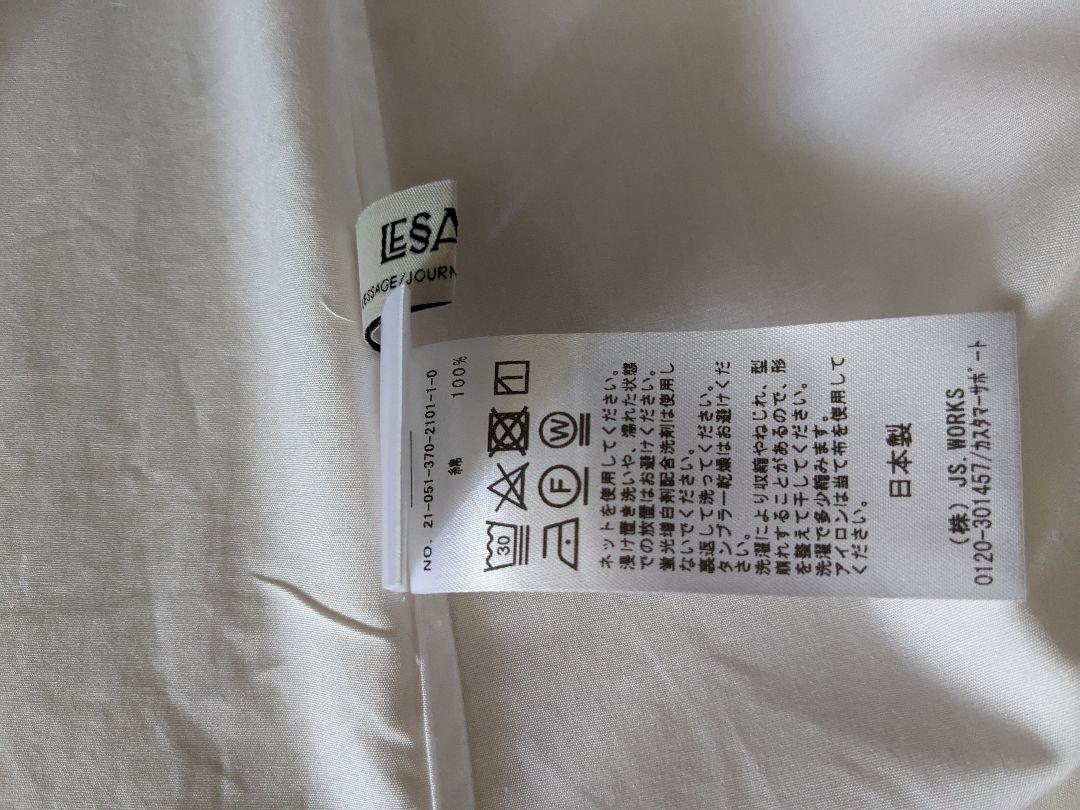 LESSA
ESSAGE/JOURN
NO. 21-051-370-2101-1-0
綿 100%
30
F W
ネットを使用してください。
浸け置き洗いや、濡れた状態
での放置はお避けください。
蛍光増白剤配合洗剤は使用し
ないでください。
裏返して洗ってください。
タンブラー乾燥はお避けくだ
さい。
洗濯により収縮やねじれ、型
崩れすることがあるので、形
を整えて干してください。
洗濯で多少縮みます。
アイロンは当て布を使用して
ください。
日本製
(株) JS. WORKS
0120-301457/カスタマーサポート